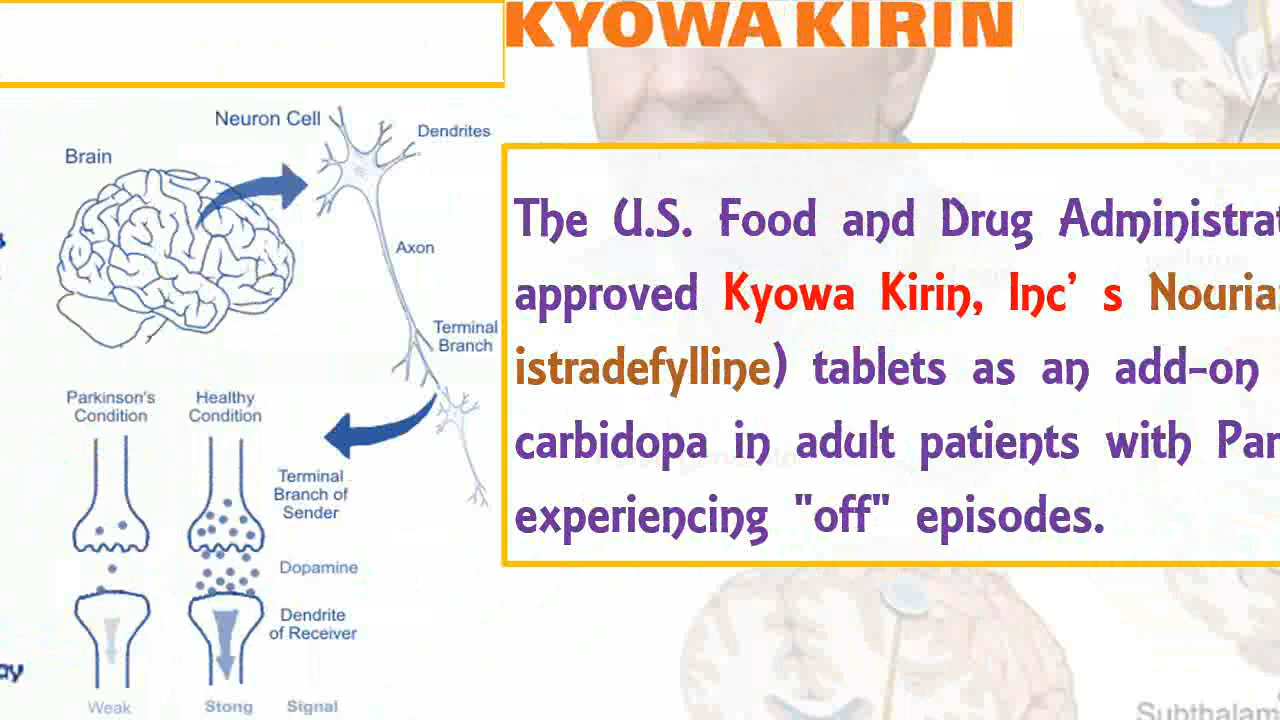 KYOWA KIRIN
Neuron Cell
Dendrites
Brain
Axon
Terminal
Branch
Parkinson's
Condition
Healthy
Condition
Terminal
Branch of
Sender
Dopamine
Dendrite
of Receiver
Weak
Stong
Signal
The U.S. Food and Drug Administrat
approved Kyowa Kirin, Inc' s Nouria
istradefylline) tablets as an add-on
carbidopa in adult patients with Par
experiencing "off" episodes.
Subthalam